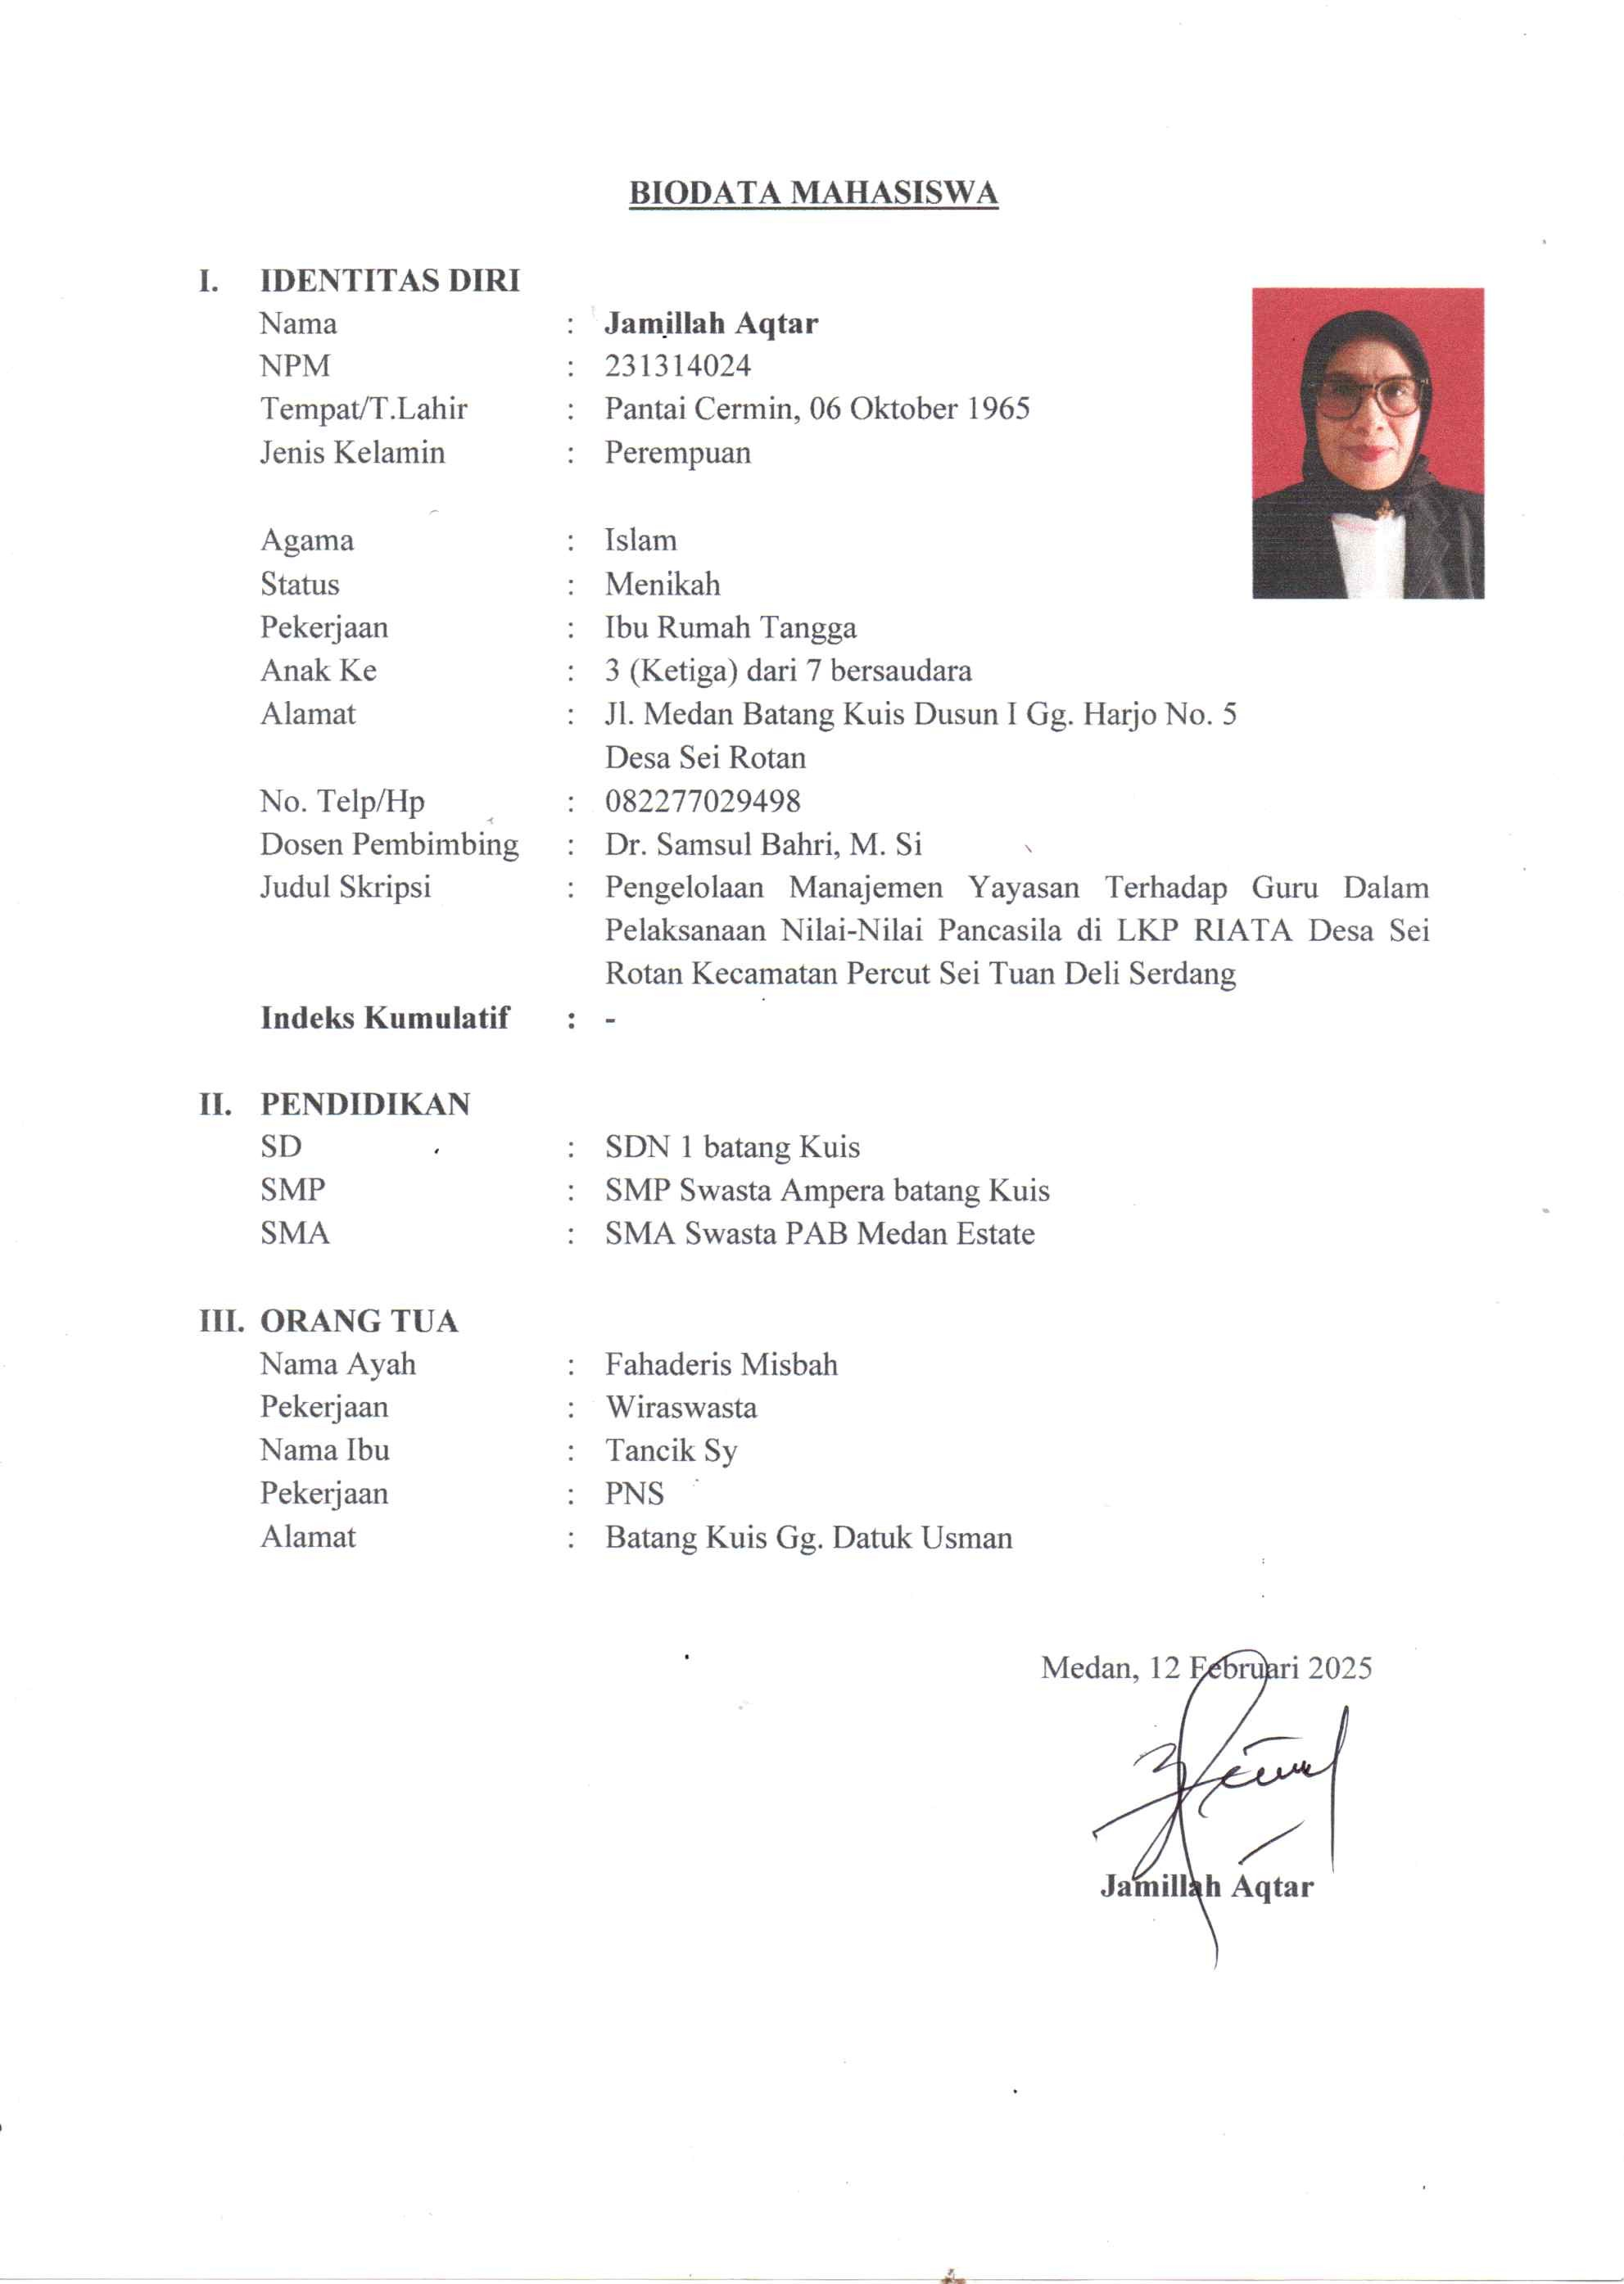 BIODATA MAHASISWA
I. IDENTITAS DIRI
Nama : Jamillah Aqtar
NPM : 231314024
Tempat/T.Lahir : Pantai Cermin, 06 Oktober 1965
Jenis Kelamin : Perempuan
Agama : Islam
Status : Menikah
Pekerjaan : Ibu Rumah Tangga
Anak Ke : 3 (Ketiga) dari 7 bersaudara
Alamat : Jl. Medan Batang Kuis Dusun I Gg. Harjo No. 5
Desa Sei Rotan
No. Telp/Hp : 082277029498
Dosen Pembimbing : Dr. Samsul Bahri, M. Si
Judul Skripsi : Pengelolaan Manajemen Yayasan Terhadap Guru Dalam
Pelaksanaan Nilai-Nilai Pancasila di LKP RIATA Desa Sei
Rotan Kecamatan Percut Sei Tuan Deli Serdang
Indeks Kumulatif : -
II. PENDIDIKAN
SD : SDN 1 batang Kuis
SMP : SMP Swasta Ampera batang Kuis
SMA : SMA Swasta PAB Medan Estate
III. ORANG TUA
Nama Ayah : Fahaderis Misbah
Pekerjaan : Wiraswasta
Nama Ibu : Tancik Sy
Pekerjaan : PNS
Alamat : Batang Kuis Gg. Datuk Usman
Medan, 12 Februari 2025
Jamillah Aqtar